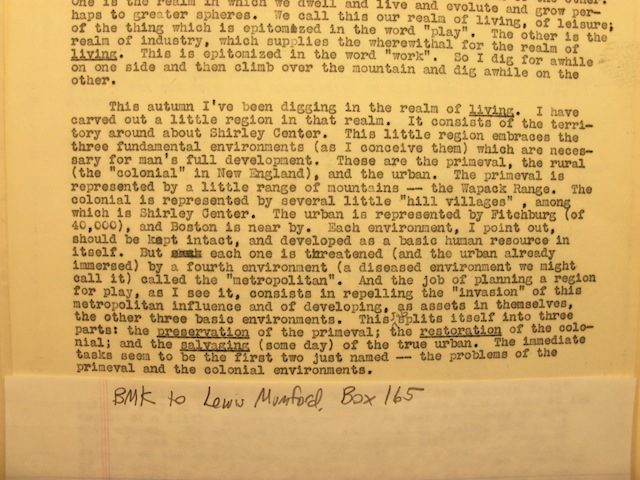 One is the realm in which we dwell and live and evolute and grow per-
haps to greater spheres. We call this our realm of living, of leisure;
of the thing which is epitomized in the word "play". The other is the
realm of industry, which supplies the wherewithal for the realm of
living. This is epitomized in the word "work". So I dig for awhile
on one side and then climb over the mountain and dig awhile on the
other.
This autumn I've been digging in the realm of living. I have
carved out a little region in that realm. It consists of the terri-
tory around about Shirley Center. This little region embraces the
three fundamental environments (as I conceive them) which are neces-
sary for man's full development. These are the primeval, the rural
(the "colonial" in New England), and the urban. The primeval is
represented by a little range of mountains -- the Wapack Range. The
colonial is represented by several little "hill villages" , among
which is Shirley Center. The urban is represented by Fitchburg (of
40,000), and Boston is near by. Each environment, I point out,
should be kept intact, and developed as a basic human resource in
itself. But each one is threatened (and the urban already
immersed) by a fourth environment (a diseased environment we might
call it) called the "metropolitan". And the job of planning a region
for play, as I see it, consists in repelling the "invasion" of this
metropolitan influence and of developing, as assets in themselves,
the other three basic environments. This job splits itself into three
parts: the preservation of the primeval; the restoration of the colo-
nial; and the salvaging (some day) of the true urban. The immediate
tasks seem to be the first two just named -- the problems of the
primeval and the colonial environments.
BMK to Lewis Mumford, Box 165